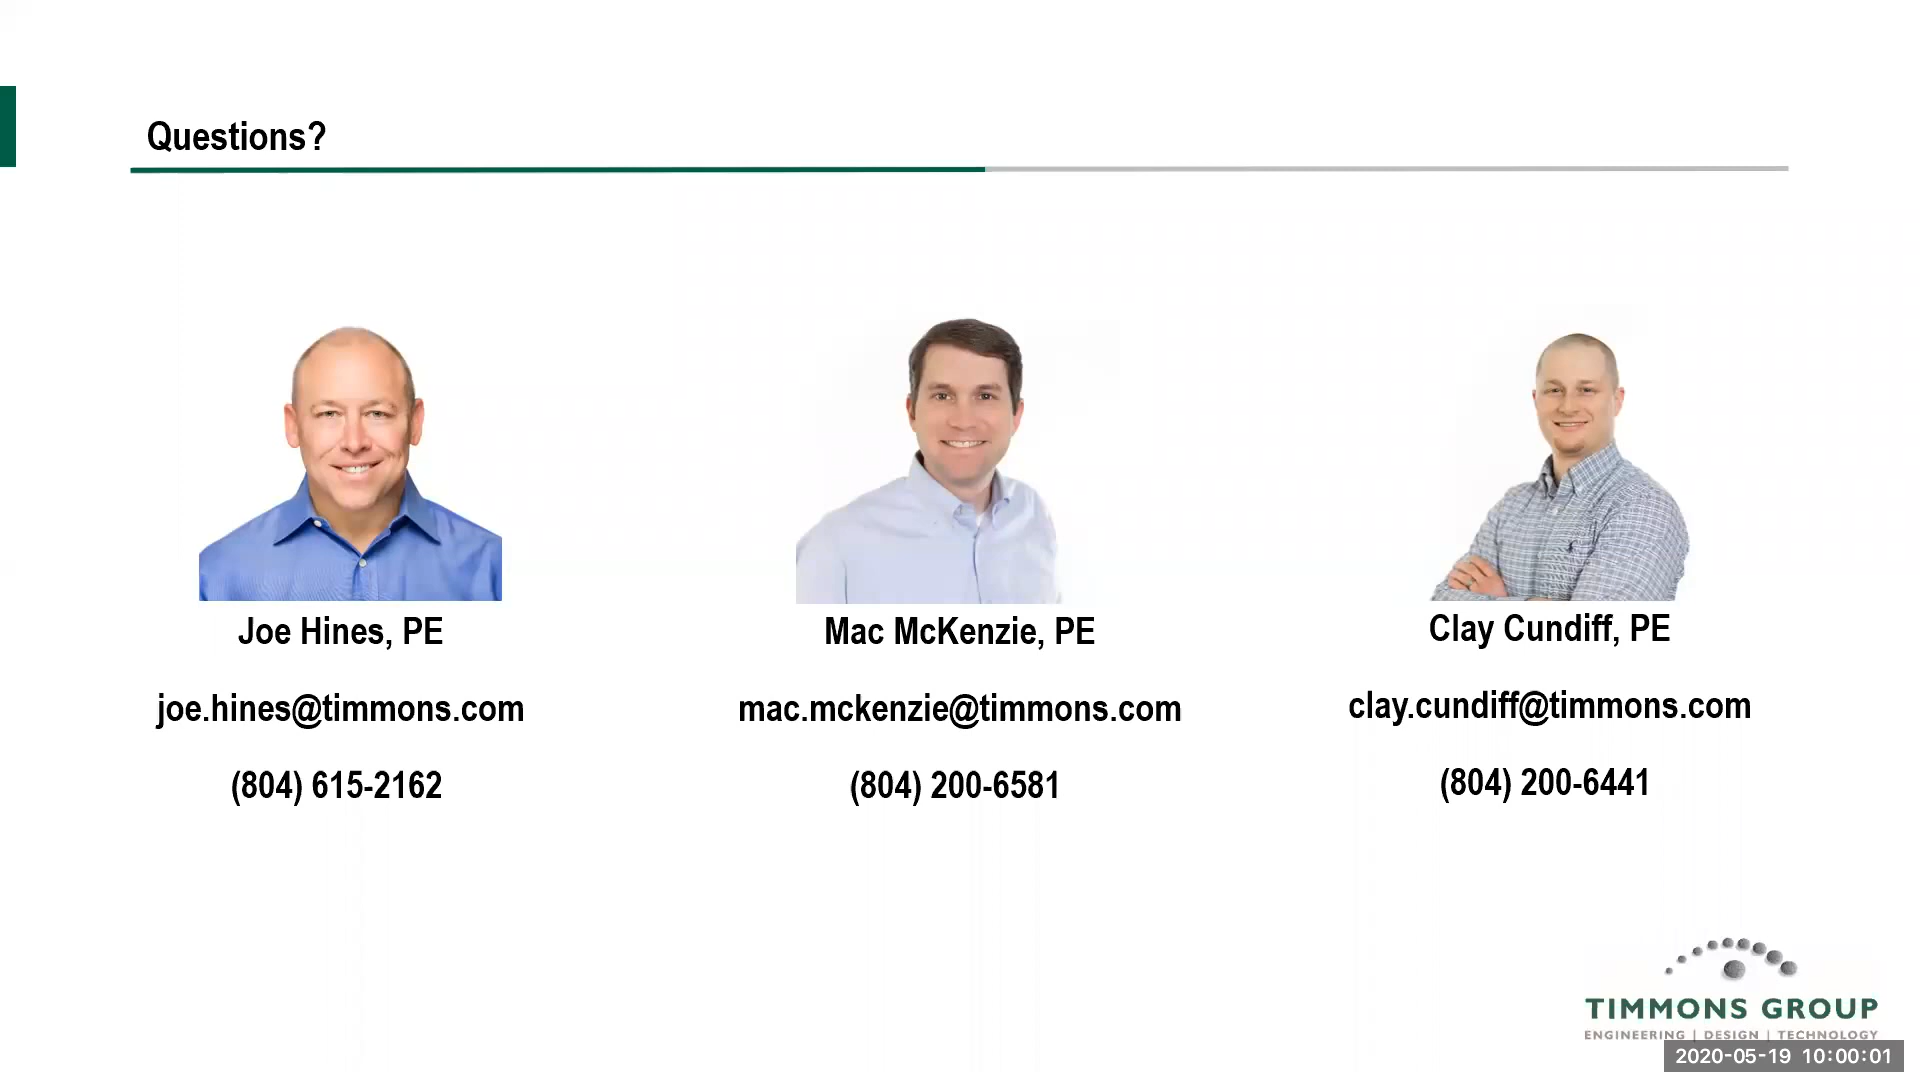 Questions?
Joe Hines, PE
joe.hines@timmons.com
(804) 615-2162
Mac McKenzie, PE
mac.mckenzie@timmons.com
(804) 200-6581
Clay Cundiff, PE
clay.cundiff@timmons.com
(804) 200-6441
TIMMONS GROUP
ENGINEERING | DESIGN | TECHNOLOGY
2020-05-19 10:00:01